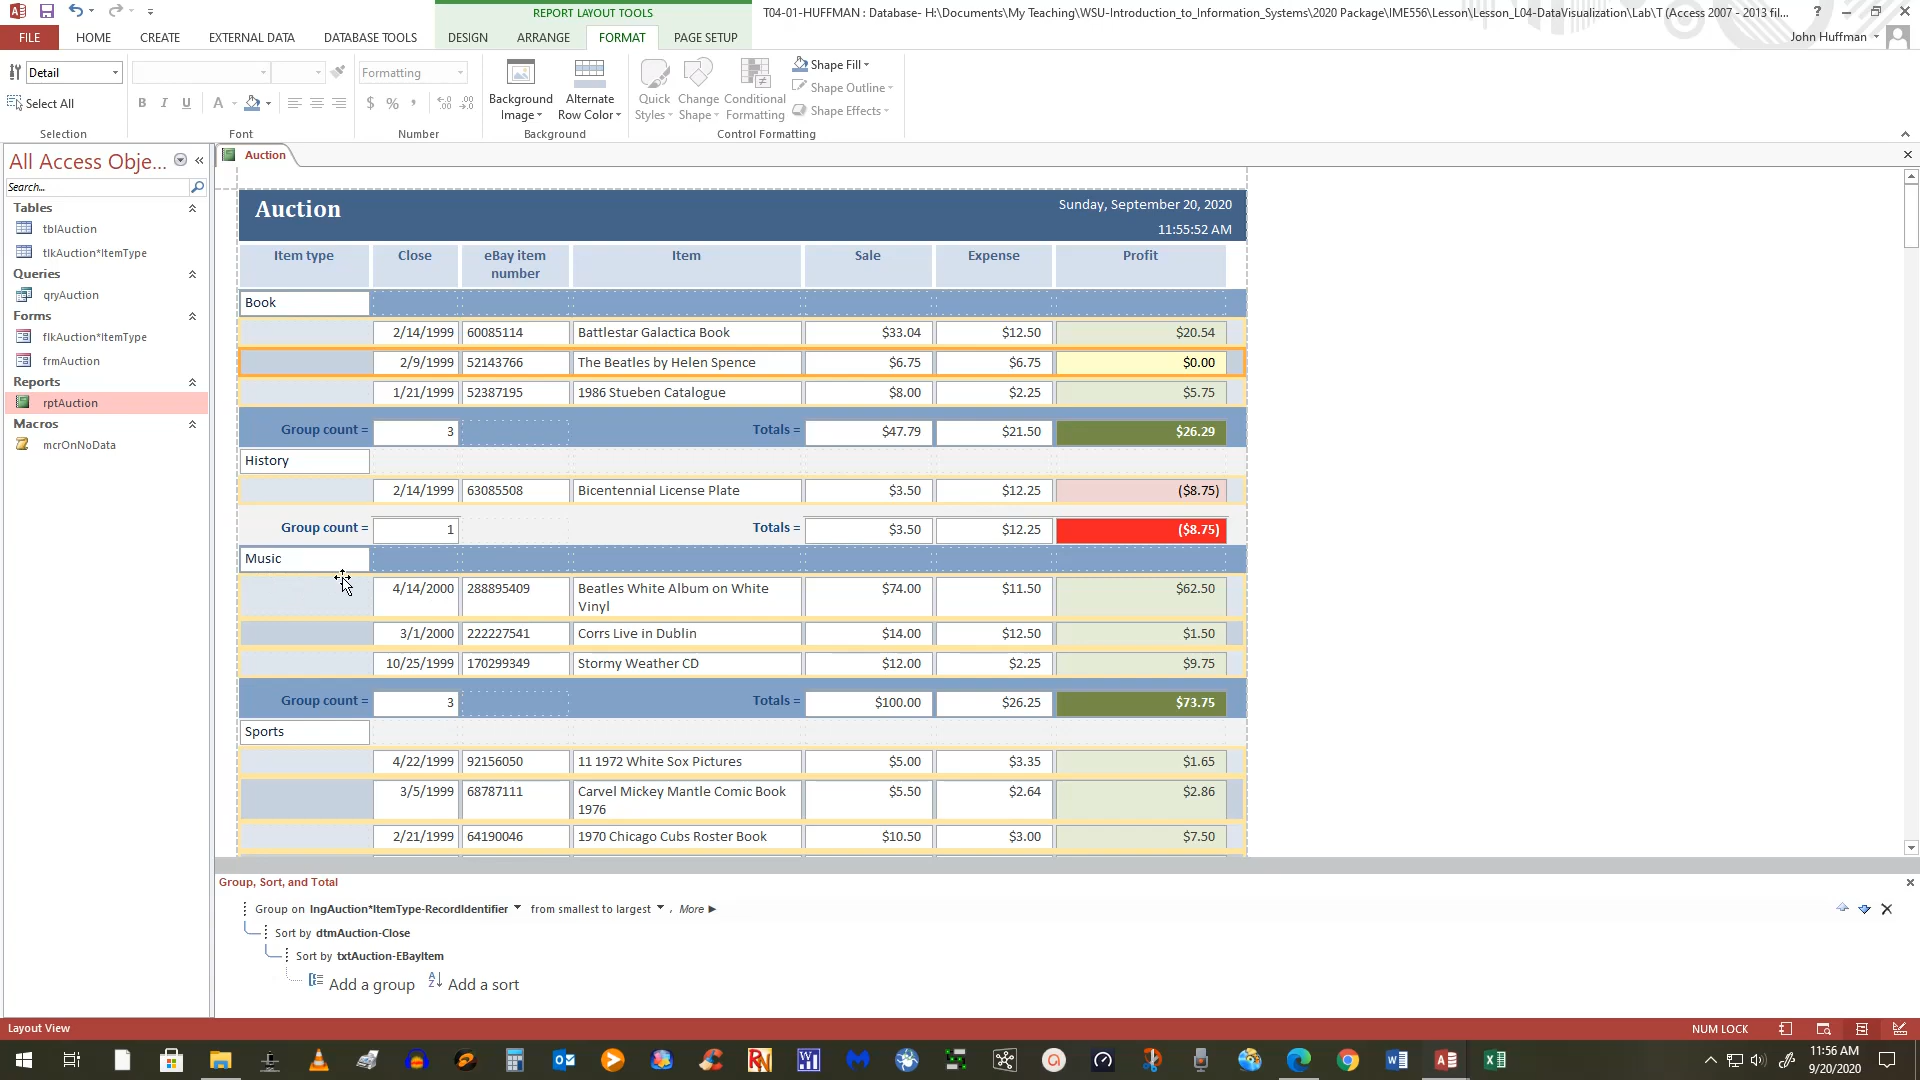 REPORT LAYOUT TOOLS
T04-01-HUFFMAN : Database- H:\Documents\My Teaching\WSU-Introduction_to_Information_Systems\2020 Package\IME556\Lesson\Lesson_L04-DataVisualization\Lab\T (Access 2007 - 2013 fil...
?
FILE HOME CREATE EXTERNAL DATA DATABASE TOOLS DESIGN ARRANGE FORMAT PAGE SETUP
John Huffman
Detail
Formatting
Select All
B I U A
$ % ,
Background Image
Alternate Row Color
Quick Styles
Change Shape
Conditional Formatting
Shape Fill
Shape Outline
Shape Effects
Selection Font Number Background Control Formatting
All Access Obje...
Search...
Tables
tblAuction
tlkAuction*ItemType
Queries
qryAuction
Forms
flkAuction*ItemType
frmAuction
Reports
rptAuction
Macros
mcrOnNoData
Auction
Auction
Sunday, September 20, 2020
11:55:52 AM
Item type Close eBay item number Item Sale Expense Profit
Book
2/14/1999 60085114 Battlestar Galactica Book $33.04 $12.50 $20.54
2/9/1999 52143766 The Beatles by Helen Spence $6.75 $6.75 $0.00
1/21/1999 52387195 1986 Stueben Catalogue $8.00 $2.25 $5.75
Group count = 3 Totals = $47.79 $21.50 $26.29
History
2/14/1999 63085508 Bicentennial License Plate $3.50 $12.25 ($8.75)
Group count = 1 Totals = $3.50 $12.25 ($8.75)
Music
4/14/2000 288895409 Beatles White Album on White Vinyl $74.00 $11.50 $62.50
3/1/2000 222227541 Corrs Live in Dublin $14.00 $12.50 $1.50
10/25/1999 170299349 Stormy Weather CD $12.00 $2.25 $9.75
Group count = 3 Totals = $100.00 $26.25 $73.75
Sports
4/22/1999 92156050 11 1972 White Sox Pictures $5.00 $3.35 $1.65
3/5/1999 68787111 Carvel Mickey Mantle Comic Book 1976 $5.50 $2.64 $2.86
2/21/1999 64190046 1970 Chicago Cubs Roster Book $10.50 $3.00 $7.50
Group, Sort, and Total
Group on lngAuction*ItemType-RecordIdentifier from smallest to largest , More
Sort by dtmAuction-Close
Sort by txtAuction-EBayItem
Add a group Add a sort
Layout View
NUM LOCK
11:56 AM
9/20/2020